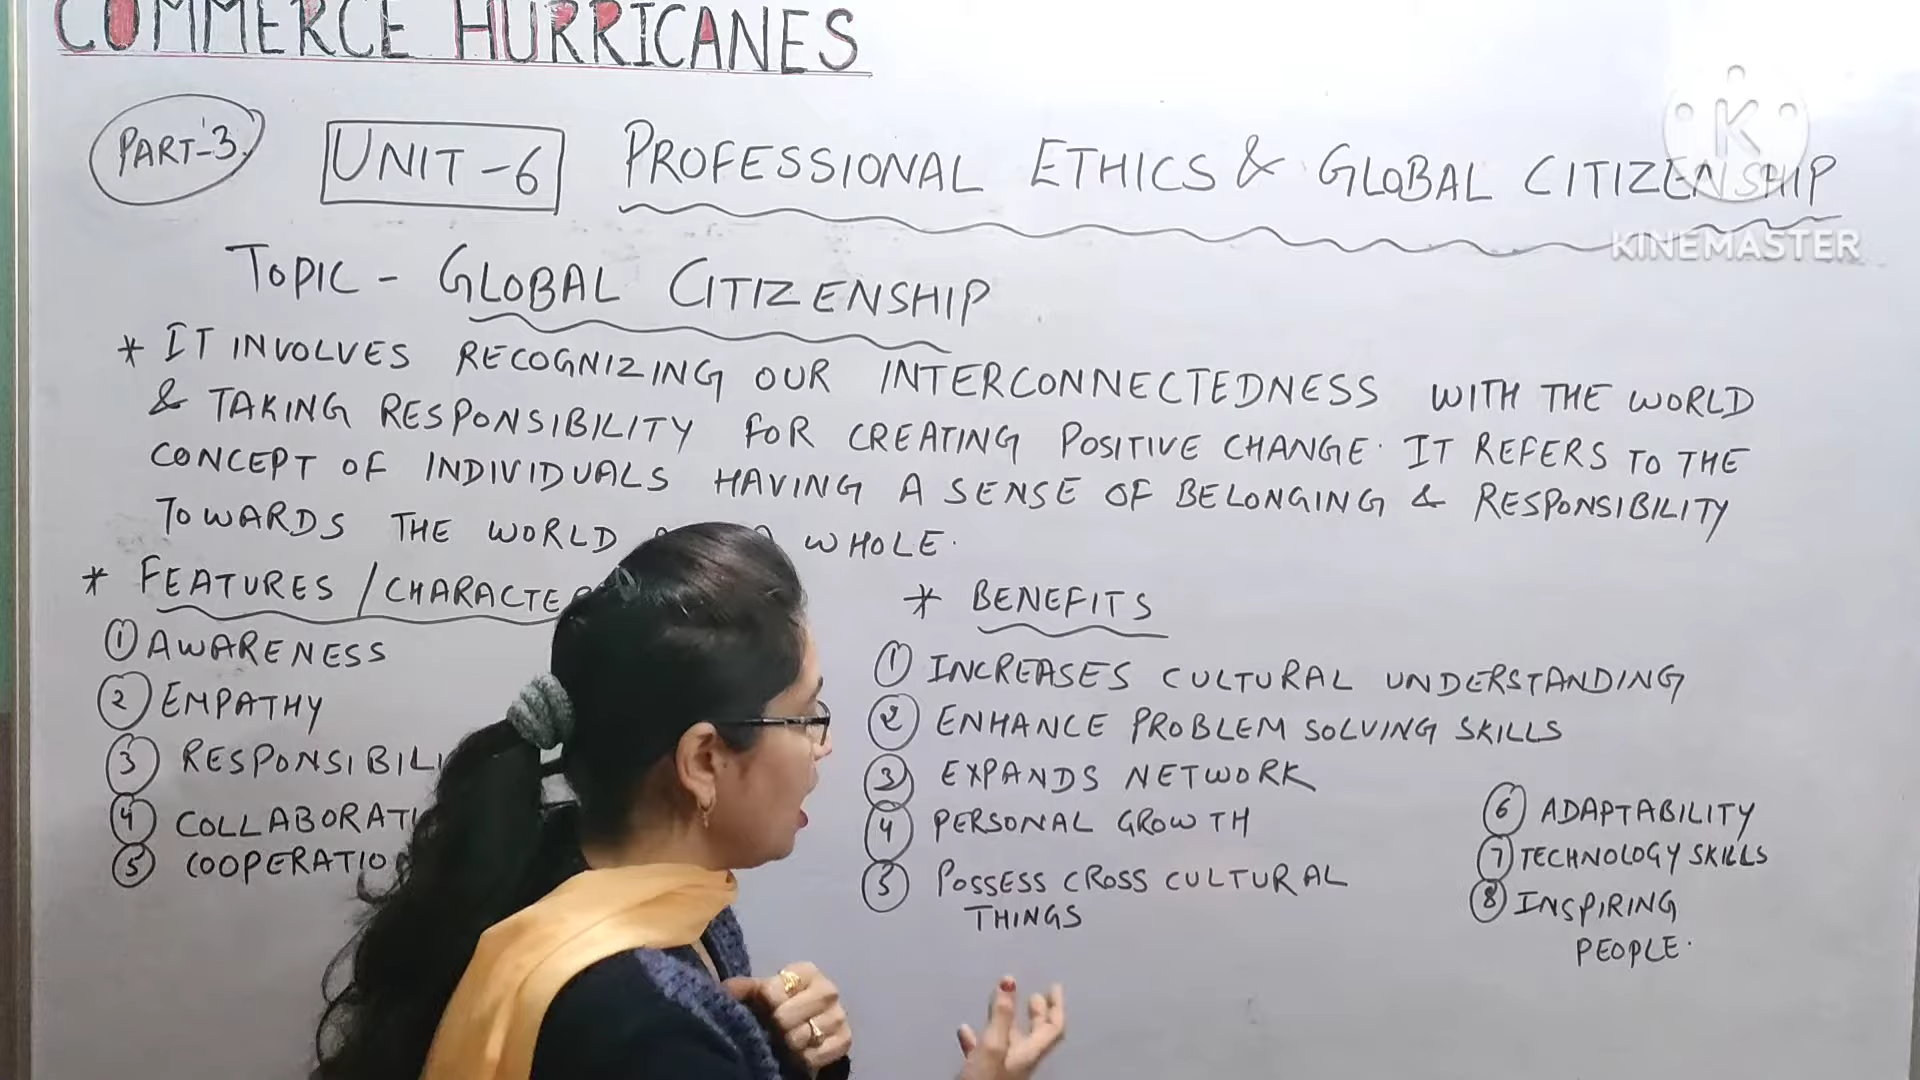 COMMERCE HURRICANES
PART-3.
UNIT-6
PROFESSIONAL ETHICS & GLOBAL CITIZENSHIP
K
KINEMASTER
TOPIC - GLOBAL CITIZENSHIP
* IT INVOLVES RECOGNIZING OUR INTERCONNECTEDNESS WITH THE WORLD
& TAKING RESPONSIBILITY FOR CREATING POSITIVE CHANGE. IT REFERS TO THE
CONCEPT OF INDIVIDUALS HAVING A SENSE OF BELONGING & RESPONSIBILITY
TOWARDS THE WORLD WHOLE.
* FEATURES /
① AWARENESS
② EMPATHY
③
④
⑤
* BENEFITS
① INCREASES CULTURAL UNDERSTANDING
② ENHANCE PROBLEM SOLVING SKILLS
③ EXPANDS NETWORK
④ PERSONAL GROWTH
⑤ POSSESS CROSS CULTURAL
THINGS
⑥ ADAPTABILITY
⑦ TECHNOLOGY SKILLS
⑧ INSPIRING
PEOPLE.